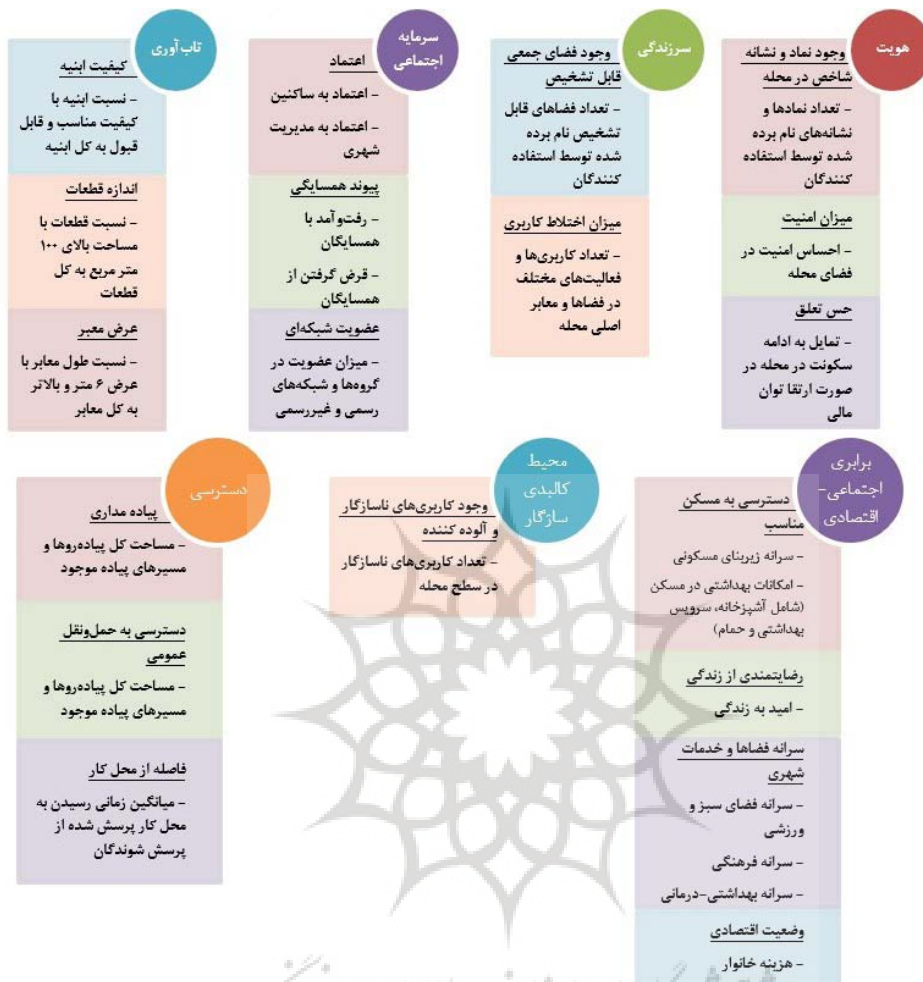 هویت
وجود نماد و نشانه
شاخص در محله
- تعداد نمادها و
نشانه‌های نام برده
شده توسط استفاده
کنندگان
میزان امنیت
- احساس امنیت در
فضای محله
حس تعلق
- تمایل به ادامه
سکونت در محله در
صورت ارتقا توان
مالی
سرزندگی
وجود فضای جمعی
قابل تشخیص
- تعداد فضاهای قابل
تشخیص نام برده
شده توسط استفاده
کنندگان
میزان اختلاط کاربری
- تعداد کاربری‌ها و
فعالیت‌های مختلف
در فضاها و معابر
اصلی محله
سرمایه
اجتماعی
اعتماد
- اعتماد به ساکنین
- اعتماد به مدیریت
شهری
پیوند همسایگی
- رفت‌وآمد با
همسایگان
- قرض گرفتن از
همسایگان
عضویت شبکه‌ای
- میزان عضویت در
گروه‌ها و شبکه‌های
رسمی و غیررسمی
تاب‌آوری
کیفیت ابنیه
- نسبت ابنیه با
کیفیت مناسب و قابل
قبول به کل ابنیه
اندازه قطعات
- نسبت قطعات با
مساحت بالای ۱۰۰
متر مربع به کل
قطعات
عرض معبر
- نسبت طول معابر با
عرض ۶ متر و بالاتر
به کل معابر
برابری
اجتماعی-
اقتصادی
دسترسی به مسکن
مناسب
- سرانه زیربنای مسکونی
- امکانات بهداشتی در مسکن
(شامل آشپزخانه، سرویس
بهداشتی و حمام)
رضایتمندی از زندگی
- امید به زندگی
سرانه فضاها و خدمات
شهری
- سرانه فضای سبز و
ورزشی
- سرانه فرهنگی
- سرانه بهداشتی-درمانی
وضعیت اقتصادی
- هزینه خانوار
محیط
کالبدی
سازگار
وجود کاربری‌های ناسازگار
و آلوده کننده
- تعداد کاربری‌های ناسازگار
در سطح محله
دسترسی
پیاده مداری
- مساحت کل پیاده‌روها و
مسیرهای پیاده موجود
دسترسی به حمل‌ونقل
عمومی
- مساحت کل پیاده‌روها و
مسیرهای پیاده موجود
فاصله از محل کار
- میانگین زمانی رسیدن به
محل کار پرسش شده از
پرسش شوندگان